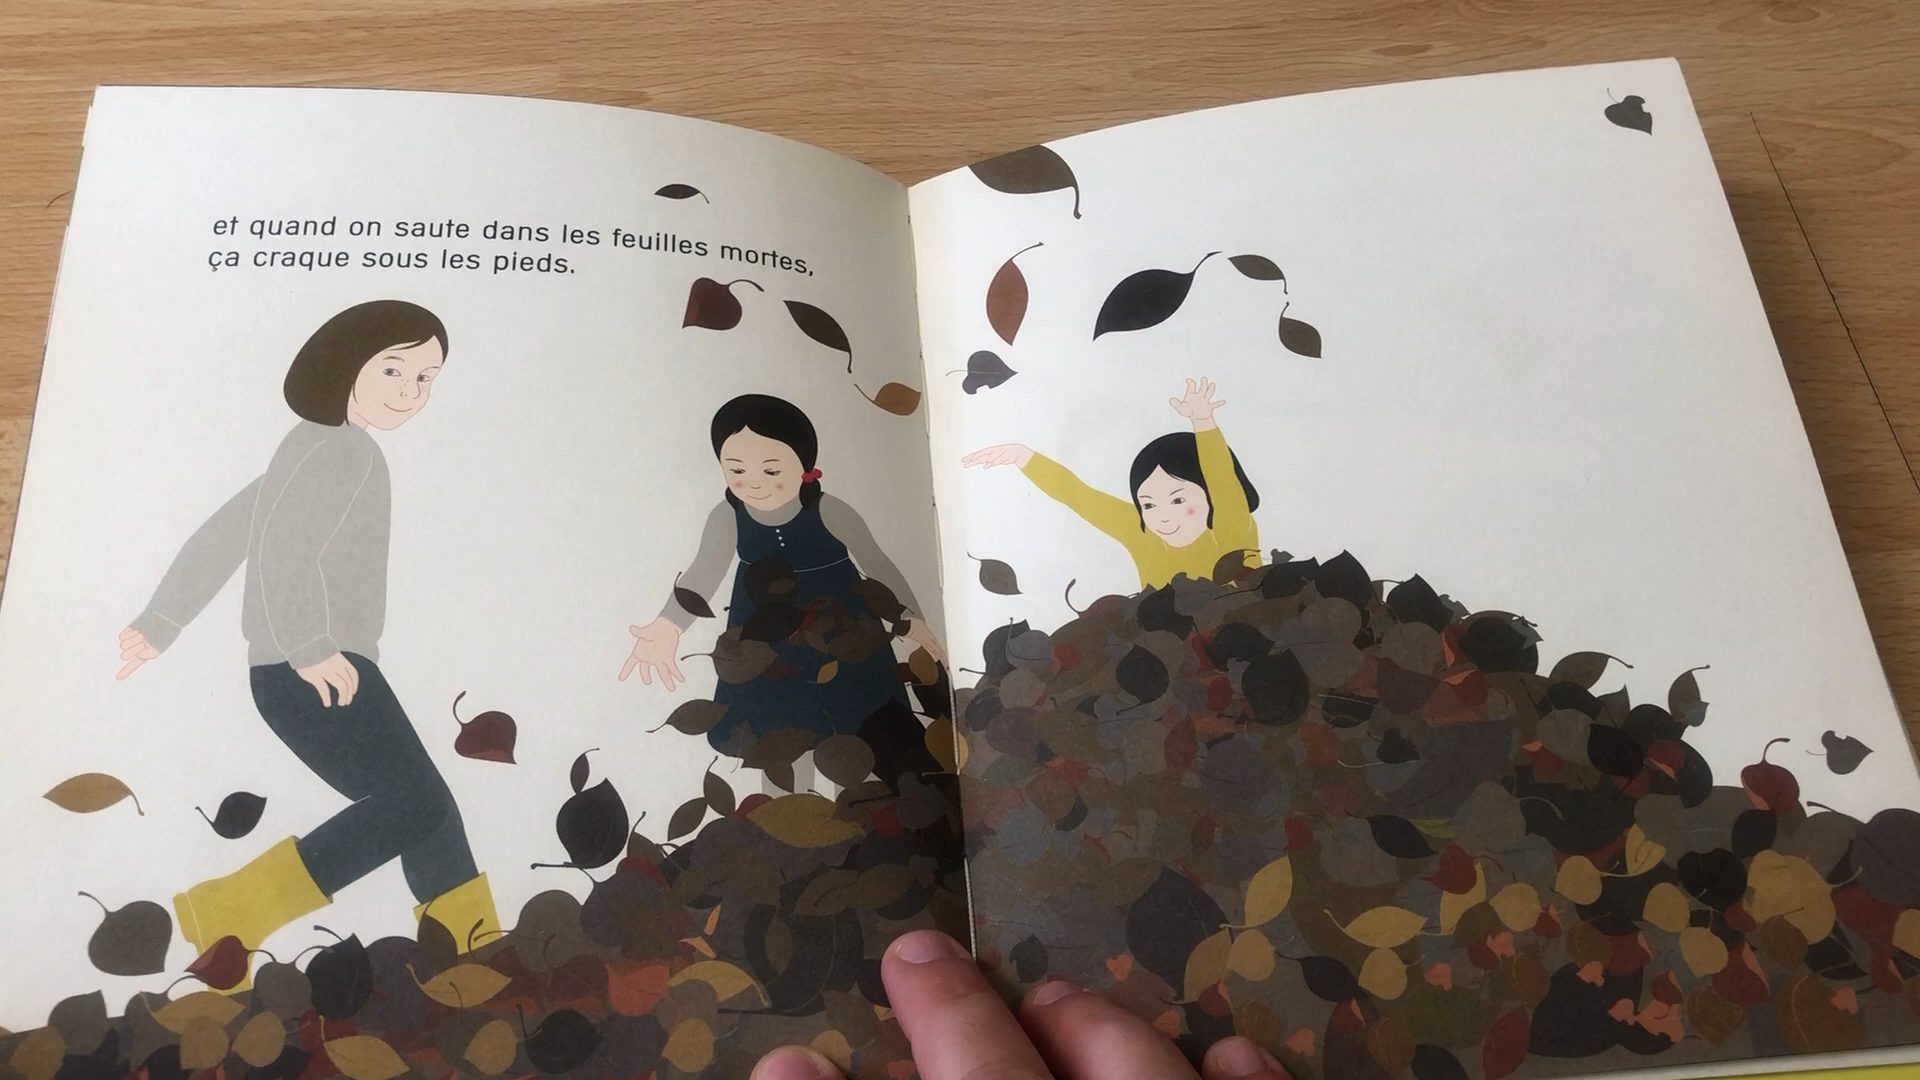 et quand on saute dans les feuilles mortes,
ça craque sous les pieds.